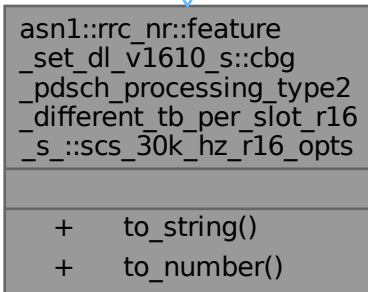 asn1::rrc_nr::feature
_set_dl_v1610_s::cbg
_pdsch_processing_type2
_different_tb_per_slot_r16
_s_::scs_30k_hz_r16_opts
+ to_string()
+ to_number()